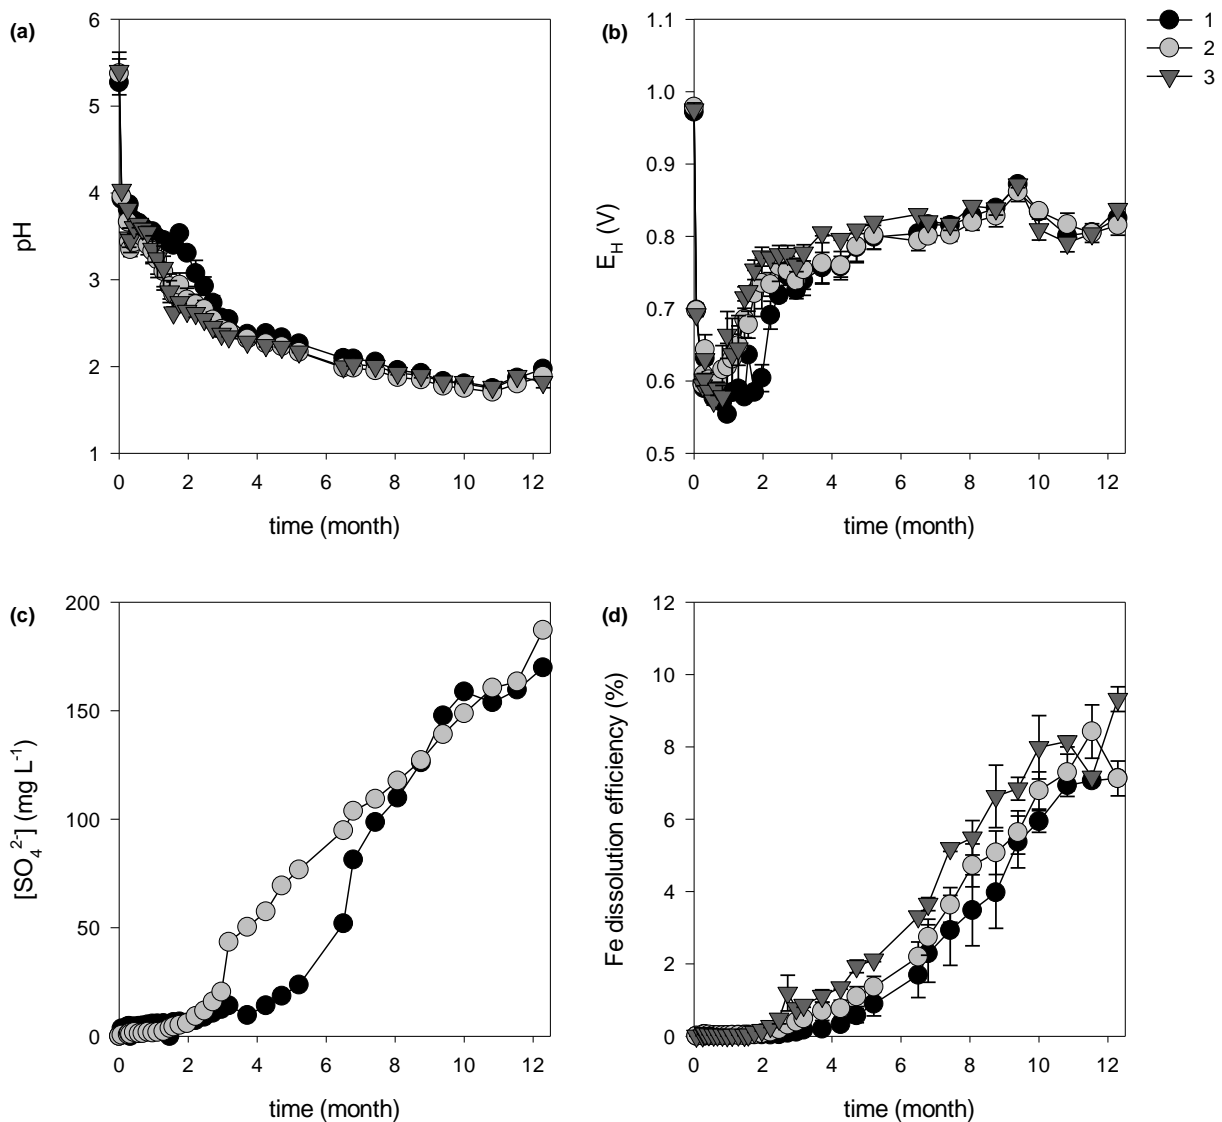 (a)
6
5
4
3
2
1
pH
0 2 4 6 8 10 12
time (month)
(b)
1.1
1.0
0.9
0.8
0.7
0.6
0.5
E_H (V)
0 2 4 6 8 10 12
time (month)
1
2
3
(c)
200
150
100
50
0
[SO₄²⁻] (mg L⁻¹)
0 2 4 6 8 10 12
time (month)
(d)
12
10
8
6
4
2
0
Fe dissolution efficiency (%)
0 2 4 6 8 10 12
time (month)